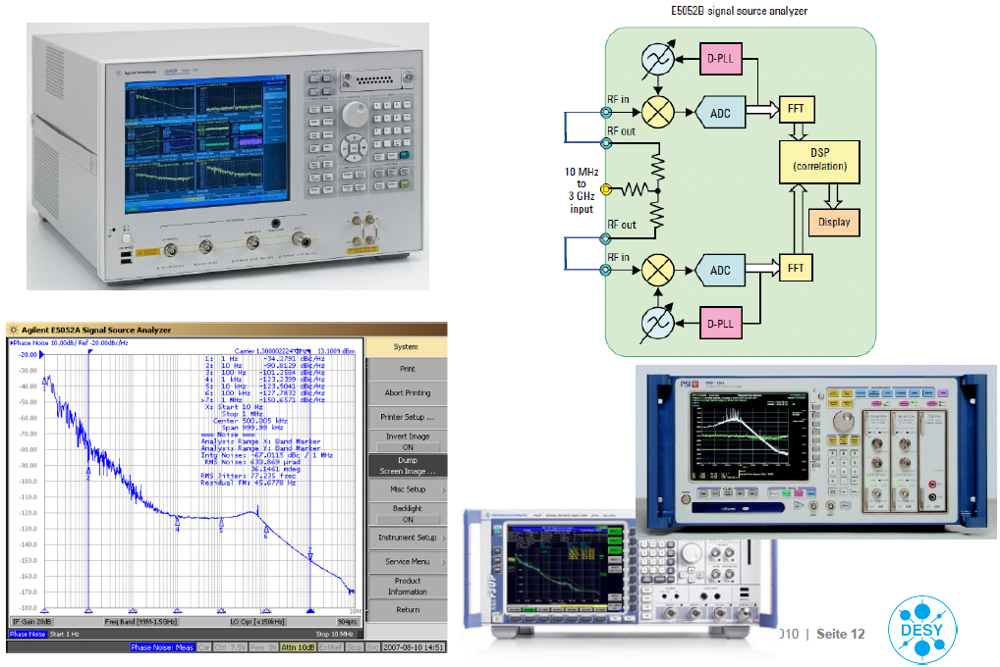 E5052B signal source analyzer
D-PLL
RF in
ADC
FFT
RF out
DSP
(correlation)
10 MHz
to
3 GHz
input
Display
RF out
RF in
ADC
FFT
D-PLL
Agilent Technologies
Agilent E5052A Signal Source Analyzer
Phase Noise 10.00dB/ Ref -20.00dBc/Hz
Carrier 1.300002224 GHz 13.1009 dBm
1: 1 Hz -34.2791 dBc/Hz
2: 10 Hz -90.8129 dBc/Hz
3: 100 Hz -101.2584 dBc/Hz
4: 1 kHz -123.2399 dBc/Hz
5: 10 kHz -123.5041 dBc/Hz
6: 100 kHz -127.7832 dBc/Hz
>7: 1 MHz -150.6571 dBc/Hz
X: Start 10 Hz
Stop 1 MHz
Center 500.005 kHz
Span 999.99 kHz
=== Noise ===
Analysis Range X: Band Marker
Analysis Range Y: Band Marker
Intg Noise: -67.0115 dBc / 1 MHz
RMS Noise: 630.869 µrad
36.1461 mdeg
RMS Jitter: 77.235 fsec
Residual FM: 45.6778 Hz
-20.00
-30.00
-40.00
-50.00
-60.00
-70.00
-80.00
-90.00
-100.0
-110.0
-120.0
-130.0
-140.0
-150.0
-160.0
-170.0
-180.0
1
2
4
5
6
7
10M
IF Gain 20dB
Freq Band [99M-1.5GHz]
LO Opt [<150kHz]
904pts
Phase Noise
Start 1 Hz
Stop 10 MHz
Phase Noise: Meas
Cor
Ctrl 7.5V
Pow 0V
Attn 10dB
ExtRef
Stop
Svc
2007-08-10 14:51
System
Print
Abort Printing
Printer Setup ...
Invert Image
ON
Dump
Screen Image ...
Misc Setup
Backlight
ON
Instrument Setup
Service Menu
Product
Information
Return
010 | Seite 12
DESY